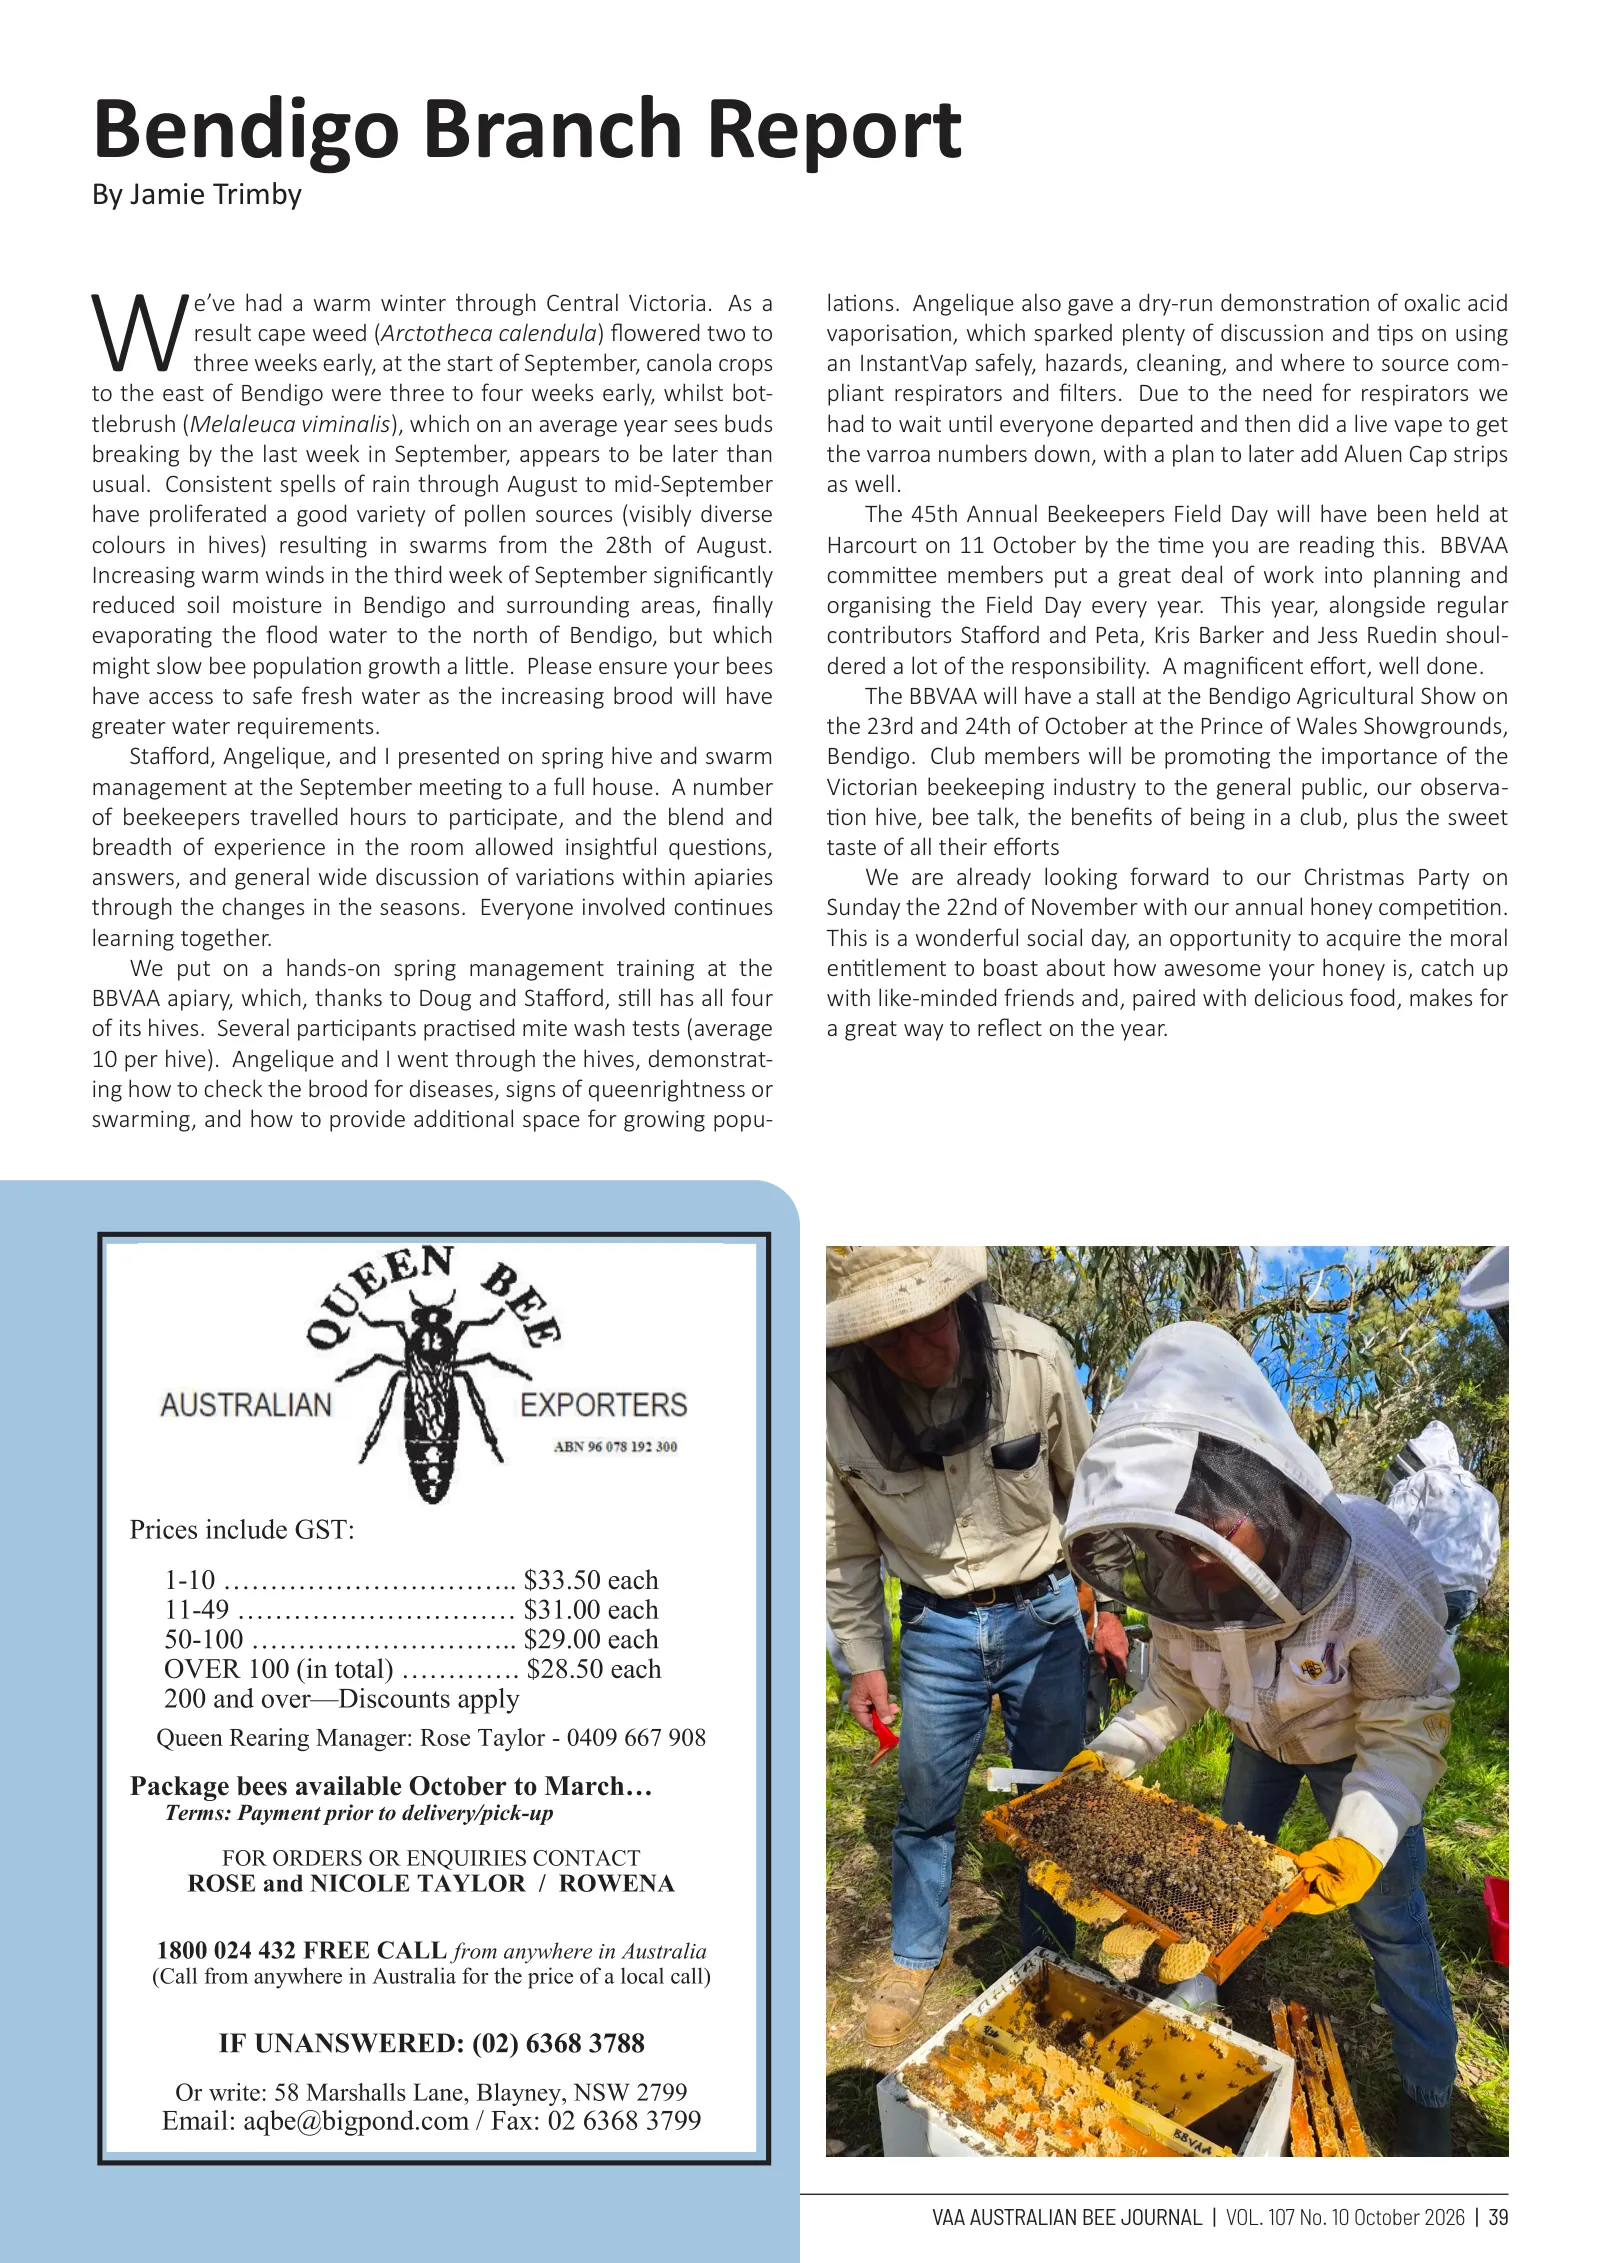 Bendigo Branch Report
By Jamie Trimby
We’ve had a warm winter through Central Victoria. As a
result cape weed (Arctotheca calendula) flowered two to
three weeks early, at the start of September, canola crops
to the east of Bendigo were three to four weeks early, whilst bot-
tlebrush (Melaleuca viminalis), which on an average year sees buds
breaking by the last week in September, appears to be later than
usual. Consistent spells of rain through August to mid-September
have proliferated a good variety of pollen sources (visibly diverse
colours in hives) resulting in swarms from the 28th of August.
Increasing warm winds in the third week of September significantly
reduced soil moisture in Bendigo and surrounding areas, finally
evaporating the flood water to the north of Bendigo, but which
might slow bee population growth a little. Please ensure your bees
have access to safe fresh water as the increasing brood will have
greater water requirements.
Stafford, Angelique, and I presented on spring hive and swarm
management at the September meeting to a full house. A number
of beekeepers travelled hours to participate, and the blend and
breadth of experience in the room allowed insightful questions,
answers, and general wide discussion of variations within apiaries
through the changes in the seasons. Everyone involved continues
learning together.
We put on a hands-on spring management training at the
BBVAA apiary, which, thanks to Doug and Stafford, still has all four
of its hives. Several participants practised mite wash tests (average
10 per hive). Angelique and I went through the hives, demonstrat-
ing how to check the brood for diseases, signs of queenrightness or
swarming, and how to provide additional space for growing popu-
lations. Angelique also gave a dry-run demonstration of oxalic acid
vaporisation, which sparked plenty of discussion and tips on using
an InstantVap safely, hazards, cleaning, and where to source com-
pliant respirators and filters. Due to the need for respirators we
had to wait until everyone departed and then did a live vape to get
the varroa numbers down, with a plan to later add Aluen Cap strips
as well.
The 45th Annual Beekeepers Field Day will have been held at
Harcourt on 11 October by the time you are reading this. BBVAA
committee members put a great deal of work into planning and
organising the Field Day every year. This year, alongside regular
contributors Stafford and Peta, Kris Barker and Jess Ruedin shoul-
dered a lot of the responsibility. A magnificent effort, well done.
The BBVAA will have a stall at the Bendigo Agricultural Show on
the 23rd and 24th of October at the Prince of Wales Showgrounds,
Bendigo. Club members will be promoting the importance of the
Victorian beekeeping industry to the general public, our observa-
tion hive, bee talk, the benefits of being in a club, plus the sweet
taste of all their efforts
We are already looking forward to our Christmas Party on
Sunday the 22nd of November with our annual honey competition.
This is a wonderful social day, an opportunity to acquire the moral
entitlement to boast about how awesome your honey is, catch up
with like-minded friends and, paired with delicious food, makes for
a great way to reflect on the year.
QUEEN BEE
AUSTRALIAN EXPORTERS
ABN 96 078 192 300
Prices include GST:
1-10 ………………………….. $33.50 each
11-49 ………………………… $31.00 each
50-100 ……………………….. $29.00 each
OVER 100 (in total) …………. $28.50 each
200 and over—Discounts apply
Queen Rearing Manager: Rose Taylor - 0409 667 908
Package bees available October to March…
Terms: Payment prior to delivery/pick-up
FOR ORDERS OR ENQUIRIES CONTACT
ROSE and NICOLE TAYLOR / ROWENA
1800 024 432 FREE CALL from anywhere in Australia
(Call from anywhere in Australia for the price of a local call)
IF UNANSWERED: (02) 6368 3788
Or write: 58 Marshalls Lane, Blayney, NSW 2799
Email: aqbe@bigpond.com / Fax: 02 6368 3799
BBVAA
VAA AUSTRALIAN BEE JOURNAL | VOL. 107 No. 10 October 2026 | 39